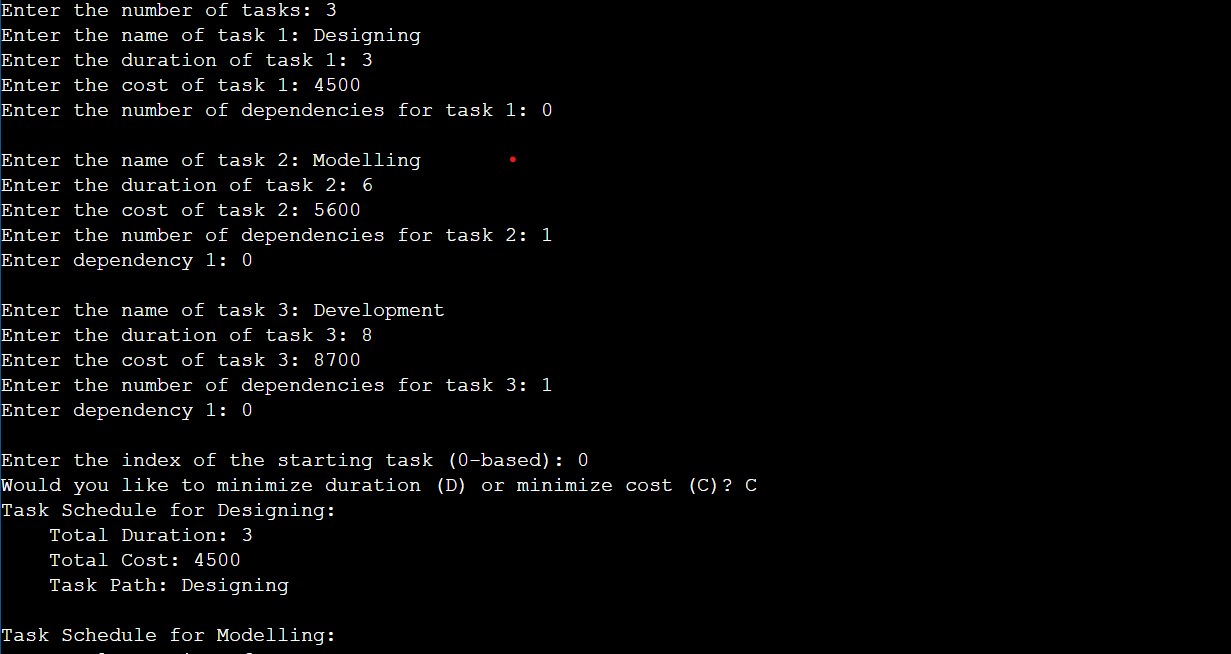 Enter the number of tasks: 3
Enter the name of task 1: Designing
Enter the duration of task 1: 3
Enter the cost of task 1: 4500
Enter the number of dependencies for task 1: 0
Enter the name of task 2: Modelling
Enter the duration of task 2: 6
Enter the cost of task 2: 5600
Enter the number of dependencies for task 2: 1
Enter dependency 1: 0
Enter the name of task 3: Development
Enter the duration of task 3: 8
Enter the cost of task 3: 8700
Enter the number of dependencies for task 3: 1
Enter dependency 1: 0
Enter the index of the starting task (0-based): 0
Would you like to minimize duration (D) or minimize cost (C)? C
Task Schedule for Designing:
Total Duration: 3
Total Cost: 4500
Task Path: Designing
Task Schedule for Modelling: